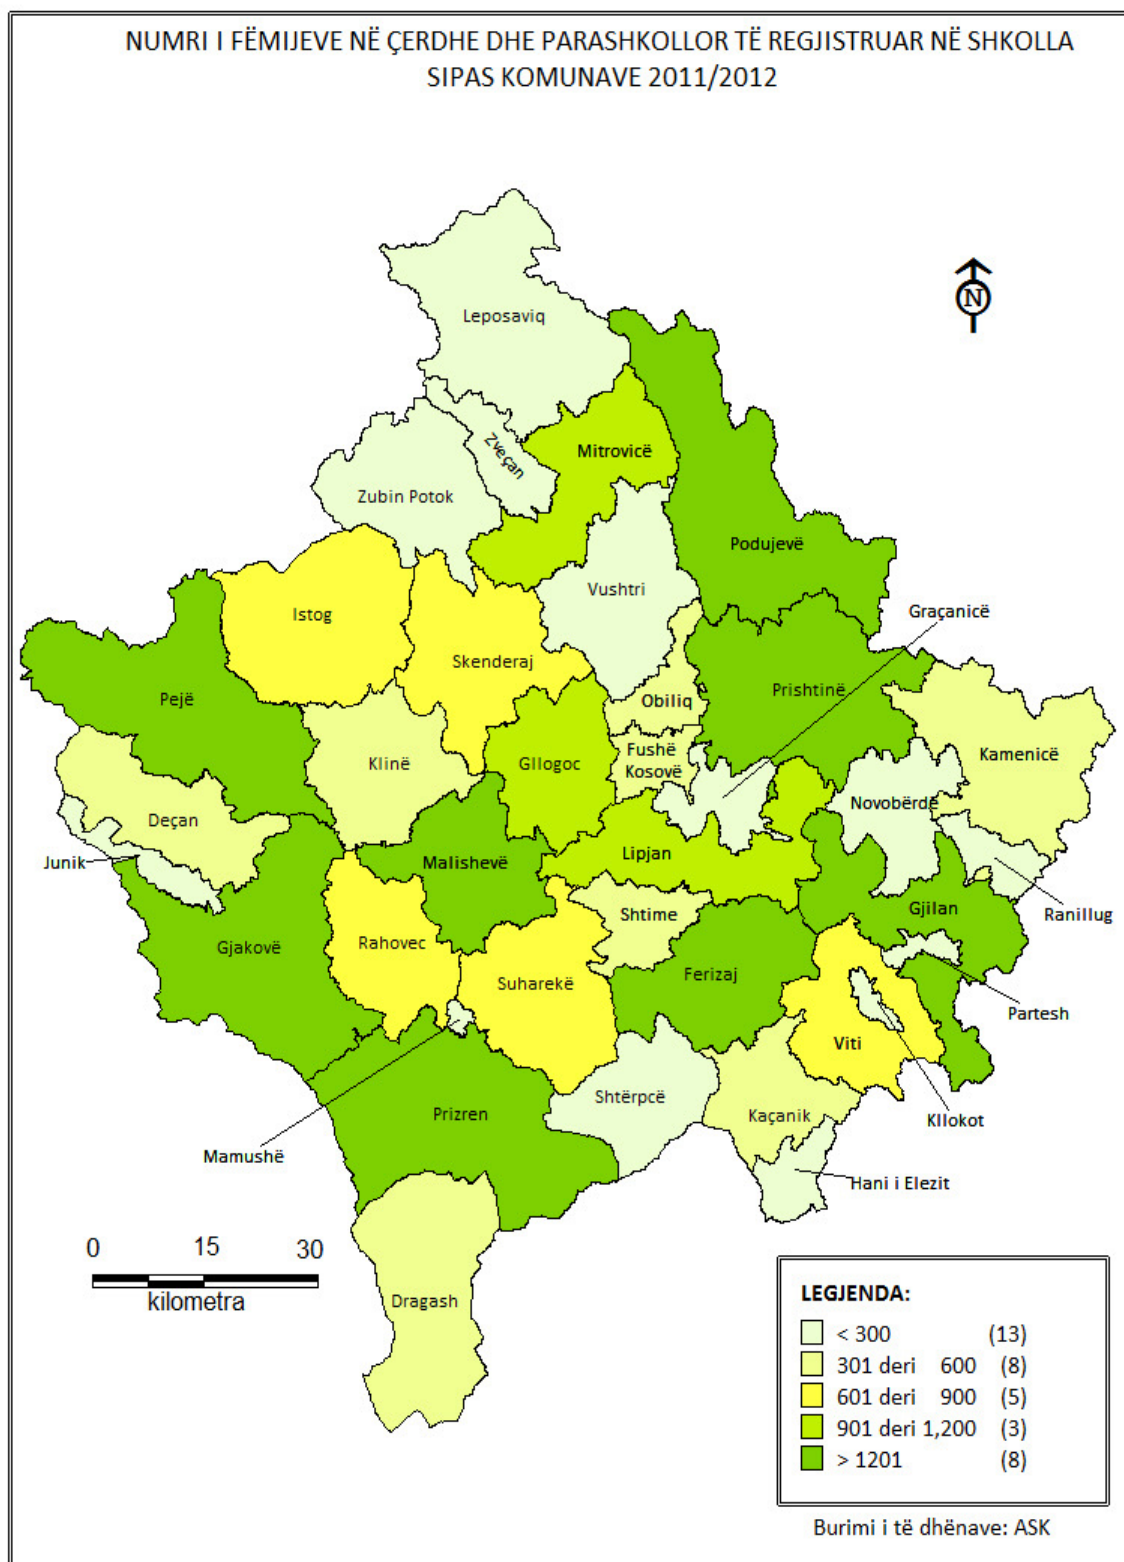 NUMRI I FËMIJEVE NË ÇERDHE DHE PARASHKOLLOR TË REGJISTRUAR NË SHKOLLA
SIPAS KOMUNAVE 2011/2012
N
Leposaviq
Zveçan
Mitrovicë
Zubin Potok
Podujevë
Vushtri
Graçanicë
Istog
Skenderaj
Pejë
Obiliq
Prishtinë
Kamenicë
Klinë
Gllogoc
Fushë
Kosovë
Novobërdë
Deçan
Junik
Malishevë
Lipjan
Shtime
Gjilan
Ranillug
Gjakovë
Rahovec
Suharekë
Ferizaj
Partesh
Viti
Prizren
Shtërpcë
Kaçanik
Kllokot
Mamushë
Hani i Elezit
0 15 30
kilometra
Dragash
LEGJENDA:
< 300 (13)
301 deri 600 (8)
601 deri 900 (5)
901 deri 1,200 (3)
> 1201 (8)
Burimi i të dhënave: ASK